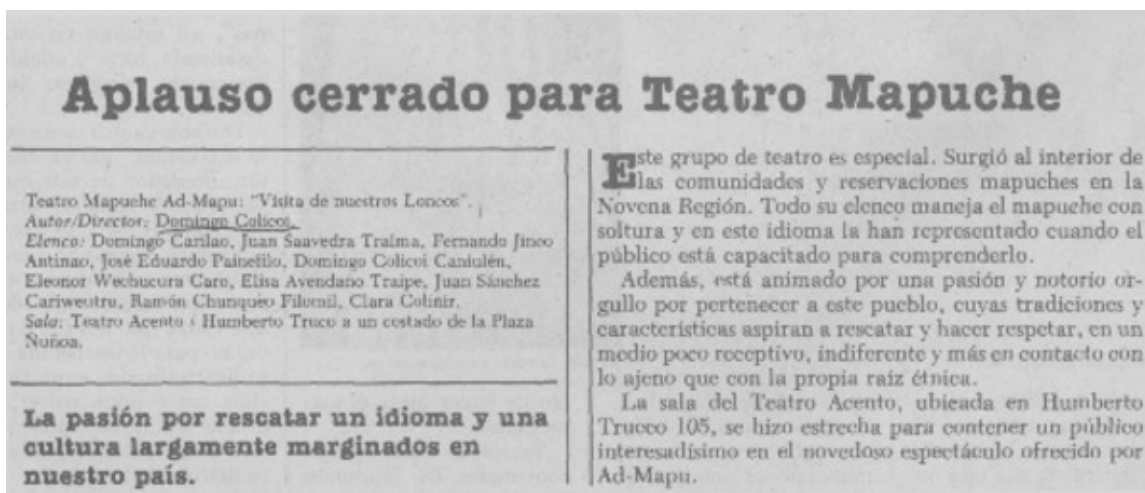 Aplauso cerrado para Teatro Mapuche
Teatro Mapuche Ad-Mapu: "Visita de nuestros Loncos".
Autor/Director: Domingo Colicoi.
Elenco: Domingo Carilao, Juan Saavedra Traima, Fernando Jineo
Antinao, José Eduardo Painefilo, Domingo Colicoi Caniulén,
Eleonor Wechucura Caro, Elisa Avendaño Traipe, Juan Sánchez
Cariweutru, Ramón Chunqueo Filomil, Clara Colinir.
Sala: Teatro Acento : Humberto Truco a un costado de la Plaza
Nuñoa.
La pasión por rescatar un idioma y una
cultura largamente marginados en
nuestro país.
Este grupo de teatro es especial. Surgió al interior de
las comunidades y reservaciones mapuches en la
Novena Región. Todo su elenco maneja el mapuche con
soltura y en este idioma la han representado cuando el
público está capacitado para comprenderlo.
Además, está animado por una pasión y notorio or-
gullo por pertenecer a este pueblo, cuyas tradiciones y
características aspiran a rescatar y hacer respetar, en un
medio poco receptivo, indiferente y más en contacto con
lo ajeno que con la propia raíz étnica.
La sala del Teatro Acento, ubicada en Humberto
Trucco 105, se hizo estrecha para contener un público
interesadísimo en el novedoso espectáculo ofrecido por
Ad-Mapu.